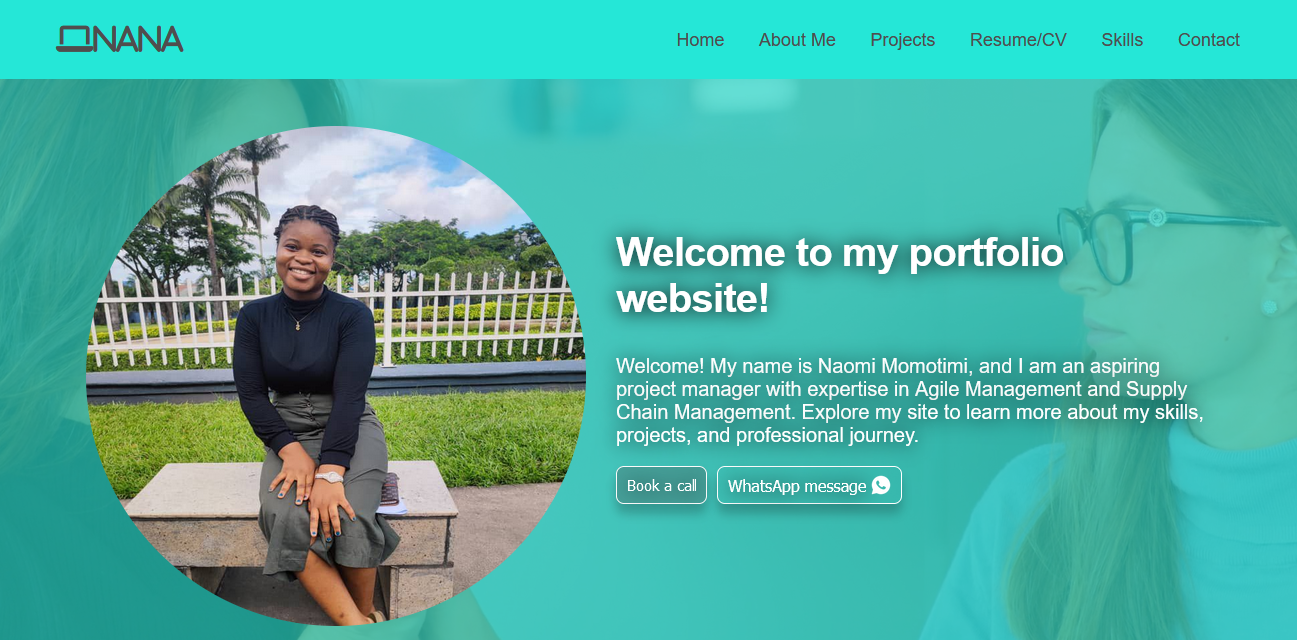 NANA
Home About Me Projects Resume/CV Skills Contact
Welcome to my portfolio
website!
Welcome! My name is Naomi Momotimi, and I am an aspiring
project manager with expertise in Agile Management and Supply
Chain Management. Explore my site to learn more about my skills,
projects, and professional journey.
Book a call WhatsApp message